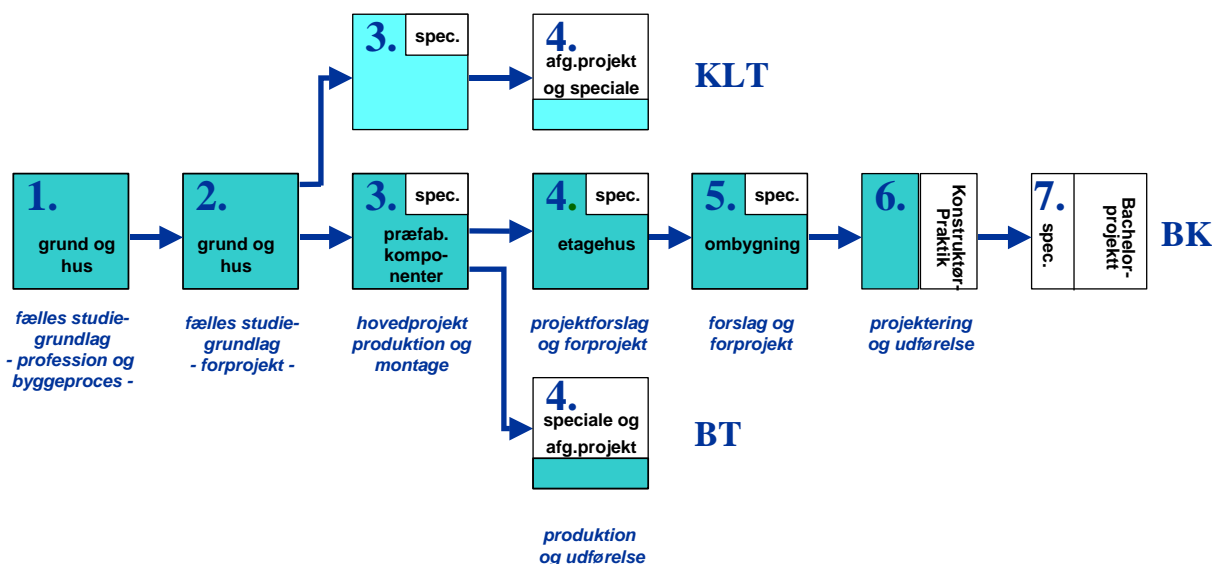 3.
spec.
4.
afg.projekt
og speciale
KLT
1.
grund og
hus
2.
grund og
hus
3.
spec.
præfab.
kompo-
nenter
4.
spec.
etagehus
5.
spec.
ombygning
6.
Konstruktør-
Praktik
7.
spec.
Bachelor-
projektt
BK
fælles studie-
grundlag
- profession og
byggeproces -
fælles studie-
grundlag
- forprojekt -
hovedprojekt
produktion og
montage
projektforslag
og forprojekt
forslag og
forprojekt
projektering
og udførelse
4.
speciale og
afg.projekt
BT
produktion
og udførelse